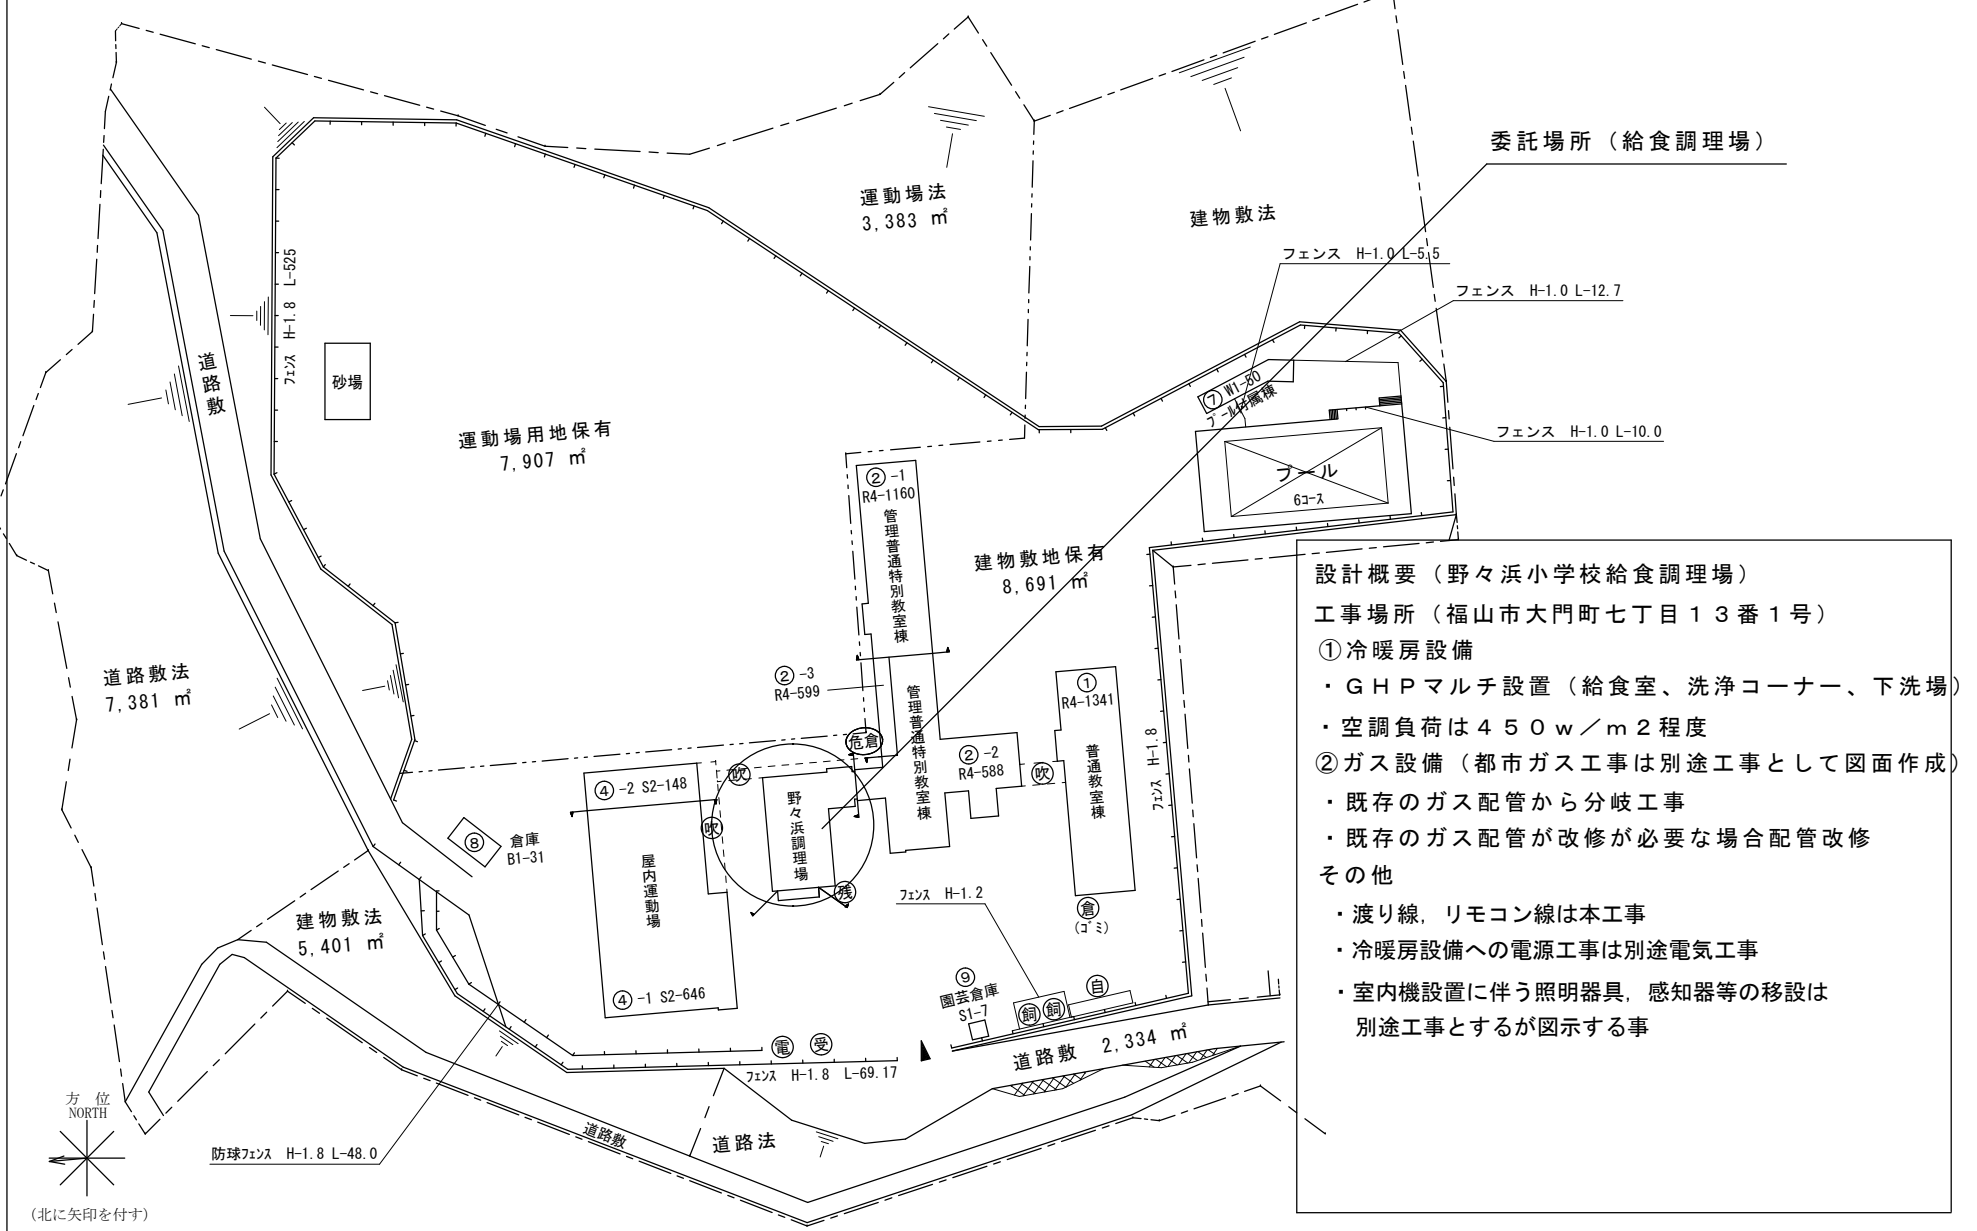 委託場所（給食調理場）
運動場法
3,383 ㎡
建物敷法
フェンス H-1.0 L-5.5
フェンス H-1.0 L-12.7
フェンス H-1.8 L-525
道路敷
砂場
⑦ W1-50
プール付属棟
フェンス H-1.0 L-10.0
運動場用地保有
7,907 ㎡
プール
6コース
②-1
R4-1160
管理普通特別教室棟
建物敷地保有
8,691 ㎡
道路敷法
7,381 ㎡
②-3
R4-599
管理普通特別教室棟
①
R4-1341
普通教室棟
フェンス H-1.8
危倉
②-2
R4-588
吹
吹
吹
④-2 S2-148
野々浜調理場
⑧
倉庫
B1-31
屋内運動場
残
フェンス H-1.2
倉
(ゴミ)
建物敷法
5,401 ㎡
④-1 S2-646
⑨
園芸倉庫
S1-7
飼 飼
自
電 受
フェンス H-1.8 L-69.17
道路敷 2,334 ㎡
道路敷
道路法
防球フェンス H-1.8 L-48.0
方 位
NORTH
(北に矢印を付す)
設計概要（野々浜小学校給食調理場）
工事場所（福山市大門町七丁目１３番１号）
①冷暖房設備
・ＧＨＰマルチ設置（給食室、洗浄コーナー、下洗場）
・空調負荷は４５０ｗ／ｍ２程度
②ガス設備（都市ガス工事は別途工事として図面作成）
・既存のガス配管から分岐工事
・既存のガス配管が改修が必要な場合配管改修
その他
・渡り線，リモコン線は本工事
・冷暖房設備への電源工事は別途電気工事
・室内機設置に伴う照明器具，感知器等の移設は
別途工事とするが図示する事